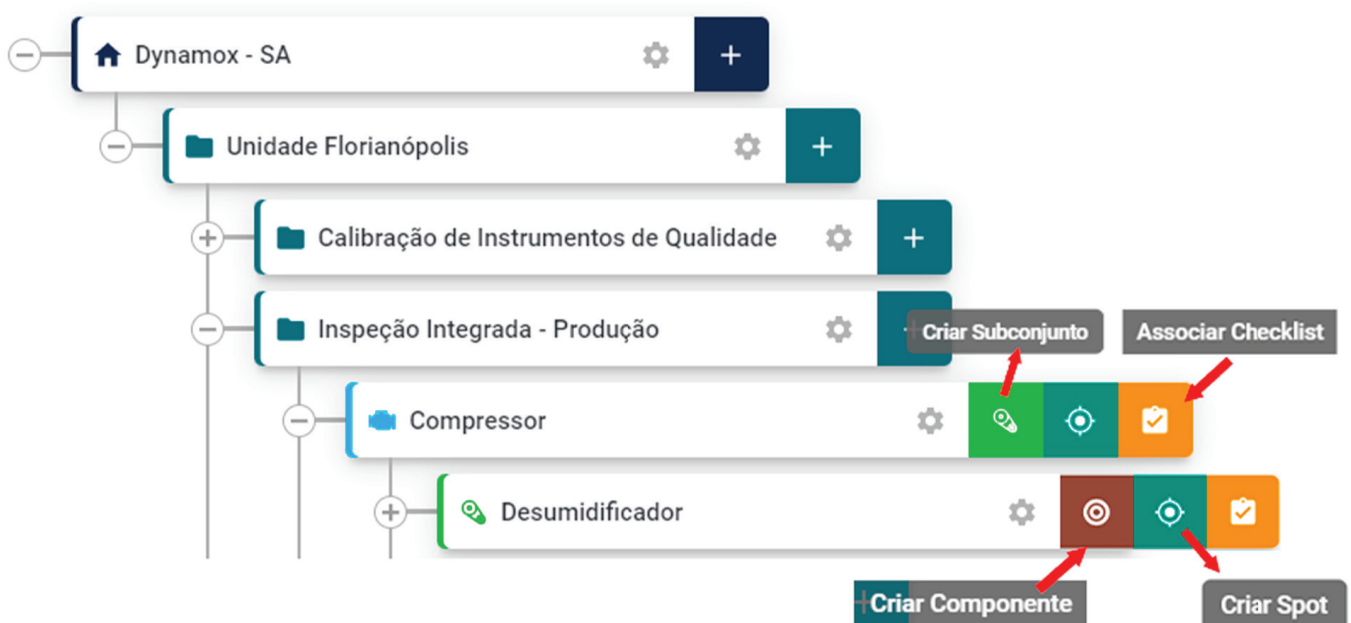 Dynamox - SA
Unidade Florianópolis
Calibração de Instrumentos de Qualidade
Inspeção Integrada - Produção
Criar Subconjunto
Associar Checklist
Compressor
Desumidificador
Criar Componente
Criar Spot